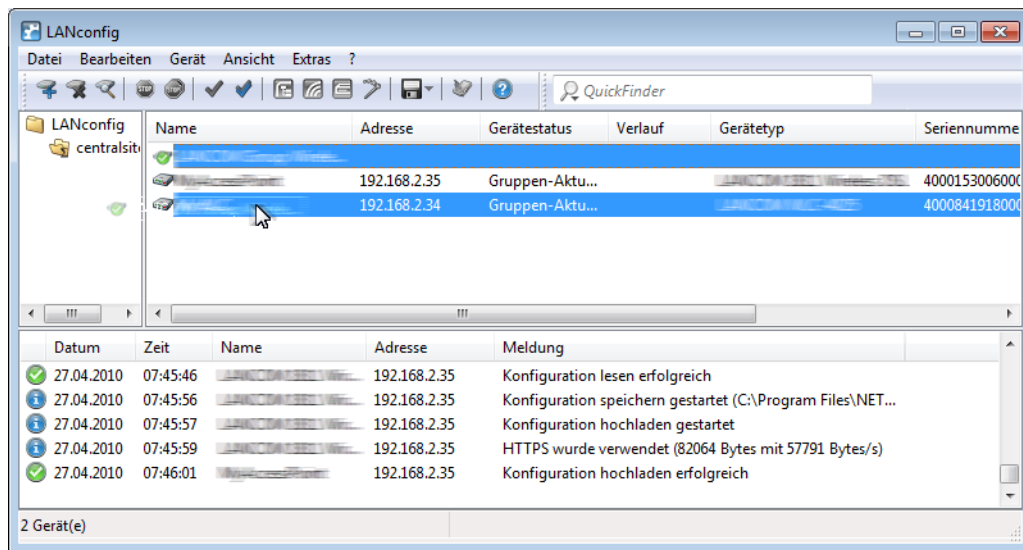 LANconfig
Datei Bearbeiten Gerät Ansicht Extras ?
QuickFinder
LANconfig
centralsit
Name Adresse Gerätestatus Verlauf Gerätetyp Seriennumme
192.168.2.35 Gruppen-Aktu... 400015300600
192.168.2.34 Gruppen-Aktu... 400084191800
Datum Zeit Name Adresse Meldung
27.04.2010 07:45:46 192.168.2.35 Konfiguration lesen erfolgreich
27.04.2010 07:45:56 192.168.2.35 Konfiguration speichern gestartet (C:\Program Files\NET...
27.04.2010 07:45:57 192.168.2.35 Konfiguration hochladen gestartet
27.04.2010 07:45:59 192.168.2.35 HTTPS wurde verwendet (82064 Bytes mit 57791 Bytes/s)
27.04.2010 07:46:01 192.168.2.35 Konfiguration hochladen erfolgreich
2 Gerät(e)